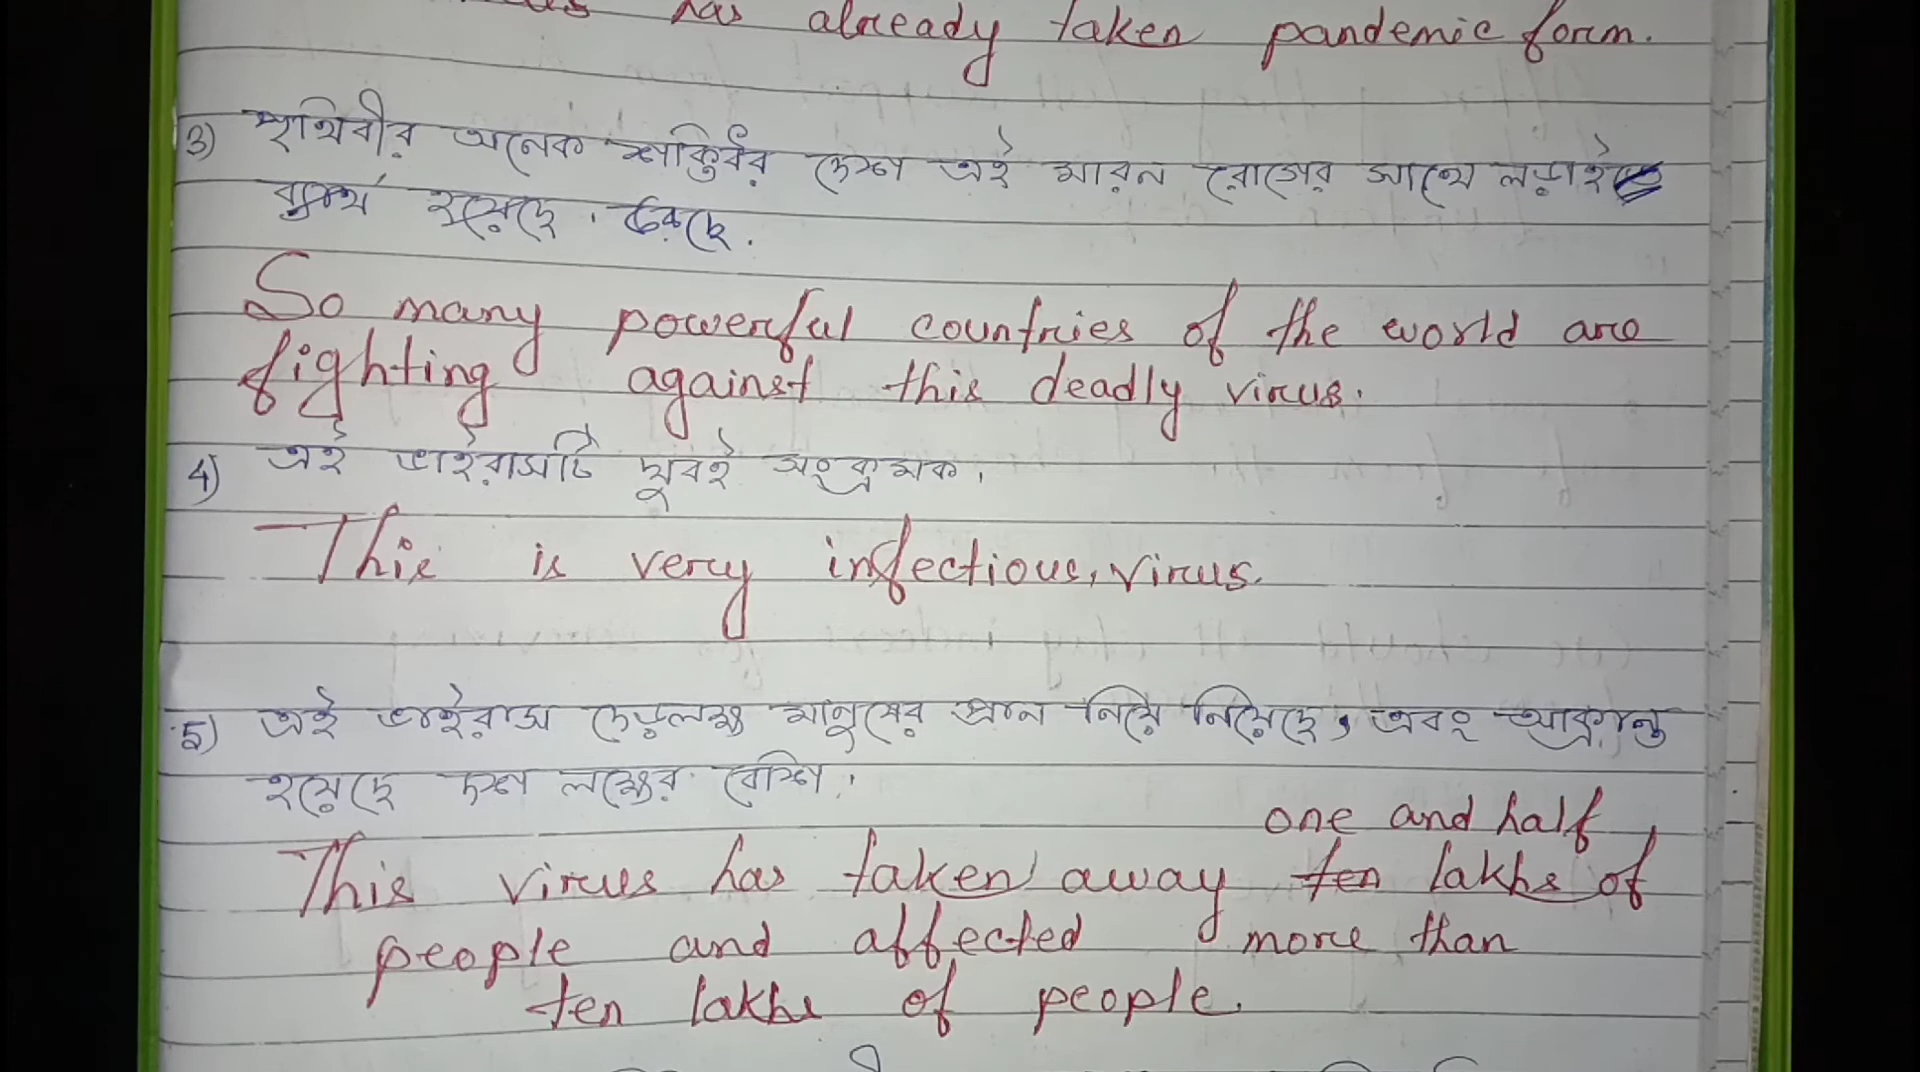 has already taken pandemic form.
3) পৃথিবীর অনেক শক্তিধর দেশ এই মারন রোগের সাথে লড়াই
হয়েছে।
So many powerful countries of the world are
fighting against this deadly virus.
4) এই ভাইরাসটি খুবই সংক্রামক।
This is very infectious, virus.
5) এই ভাইরাস দেড়লক্ষ মানুষের প্রান নিয়ে নিয়েছে, এবং আক্রান্ত
হয়েছে দশ লক্ষের বেশি।
one and half
This virus has taken away ten lakhs of
people and affected more than
ten lakhs of people.